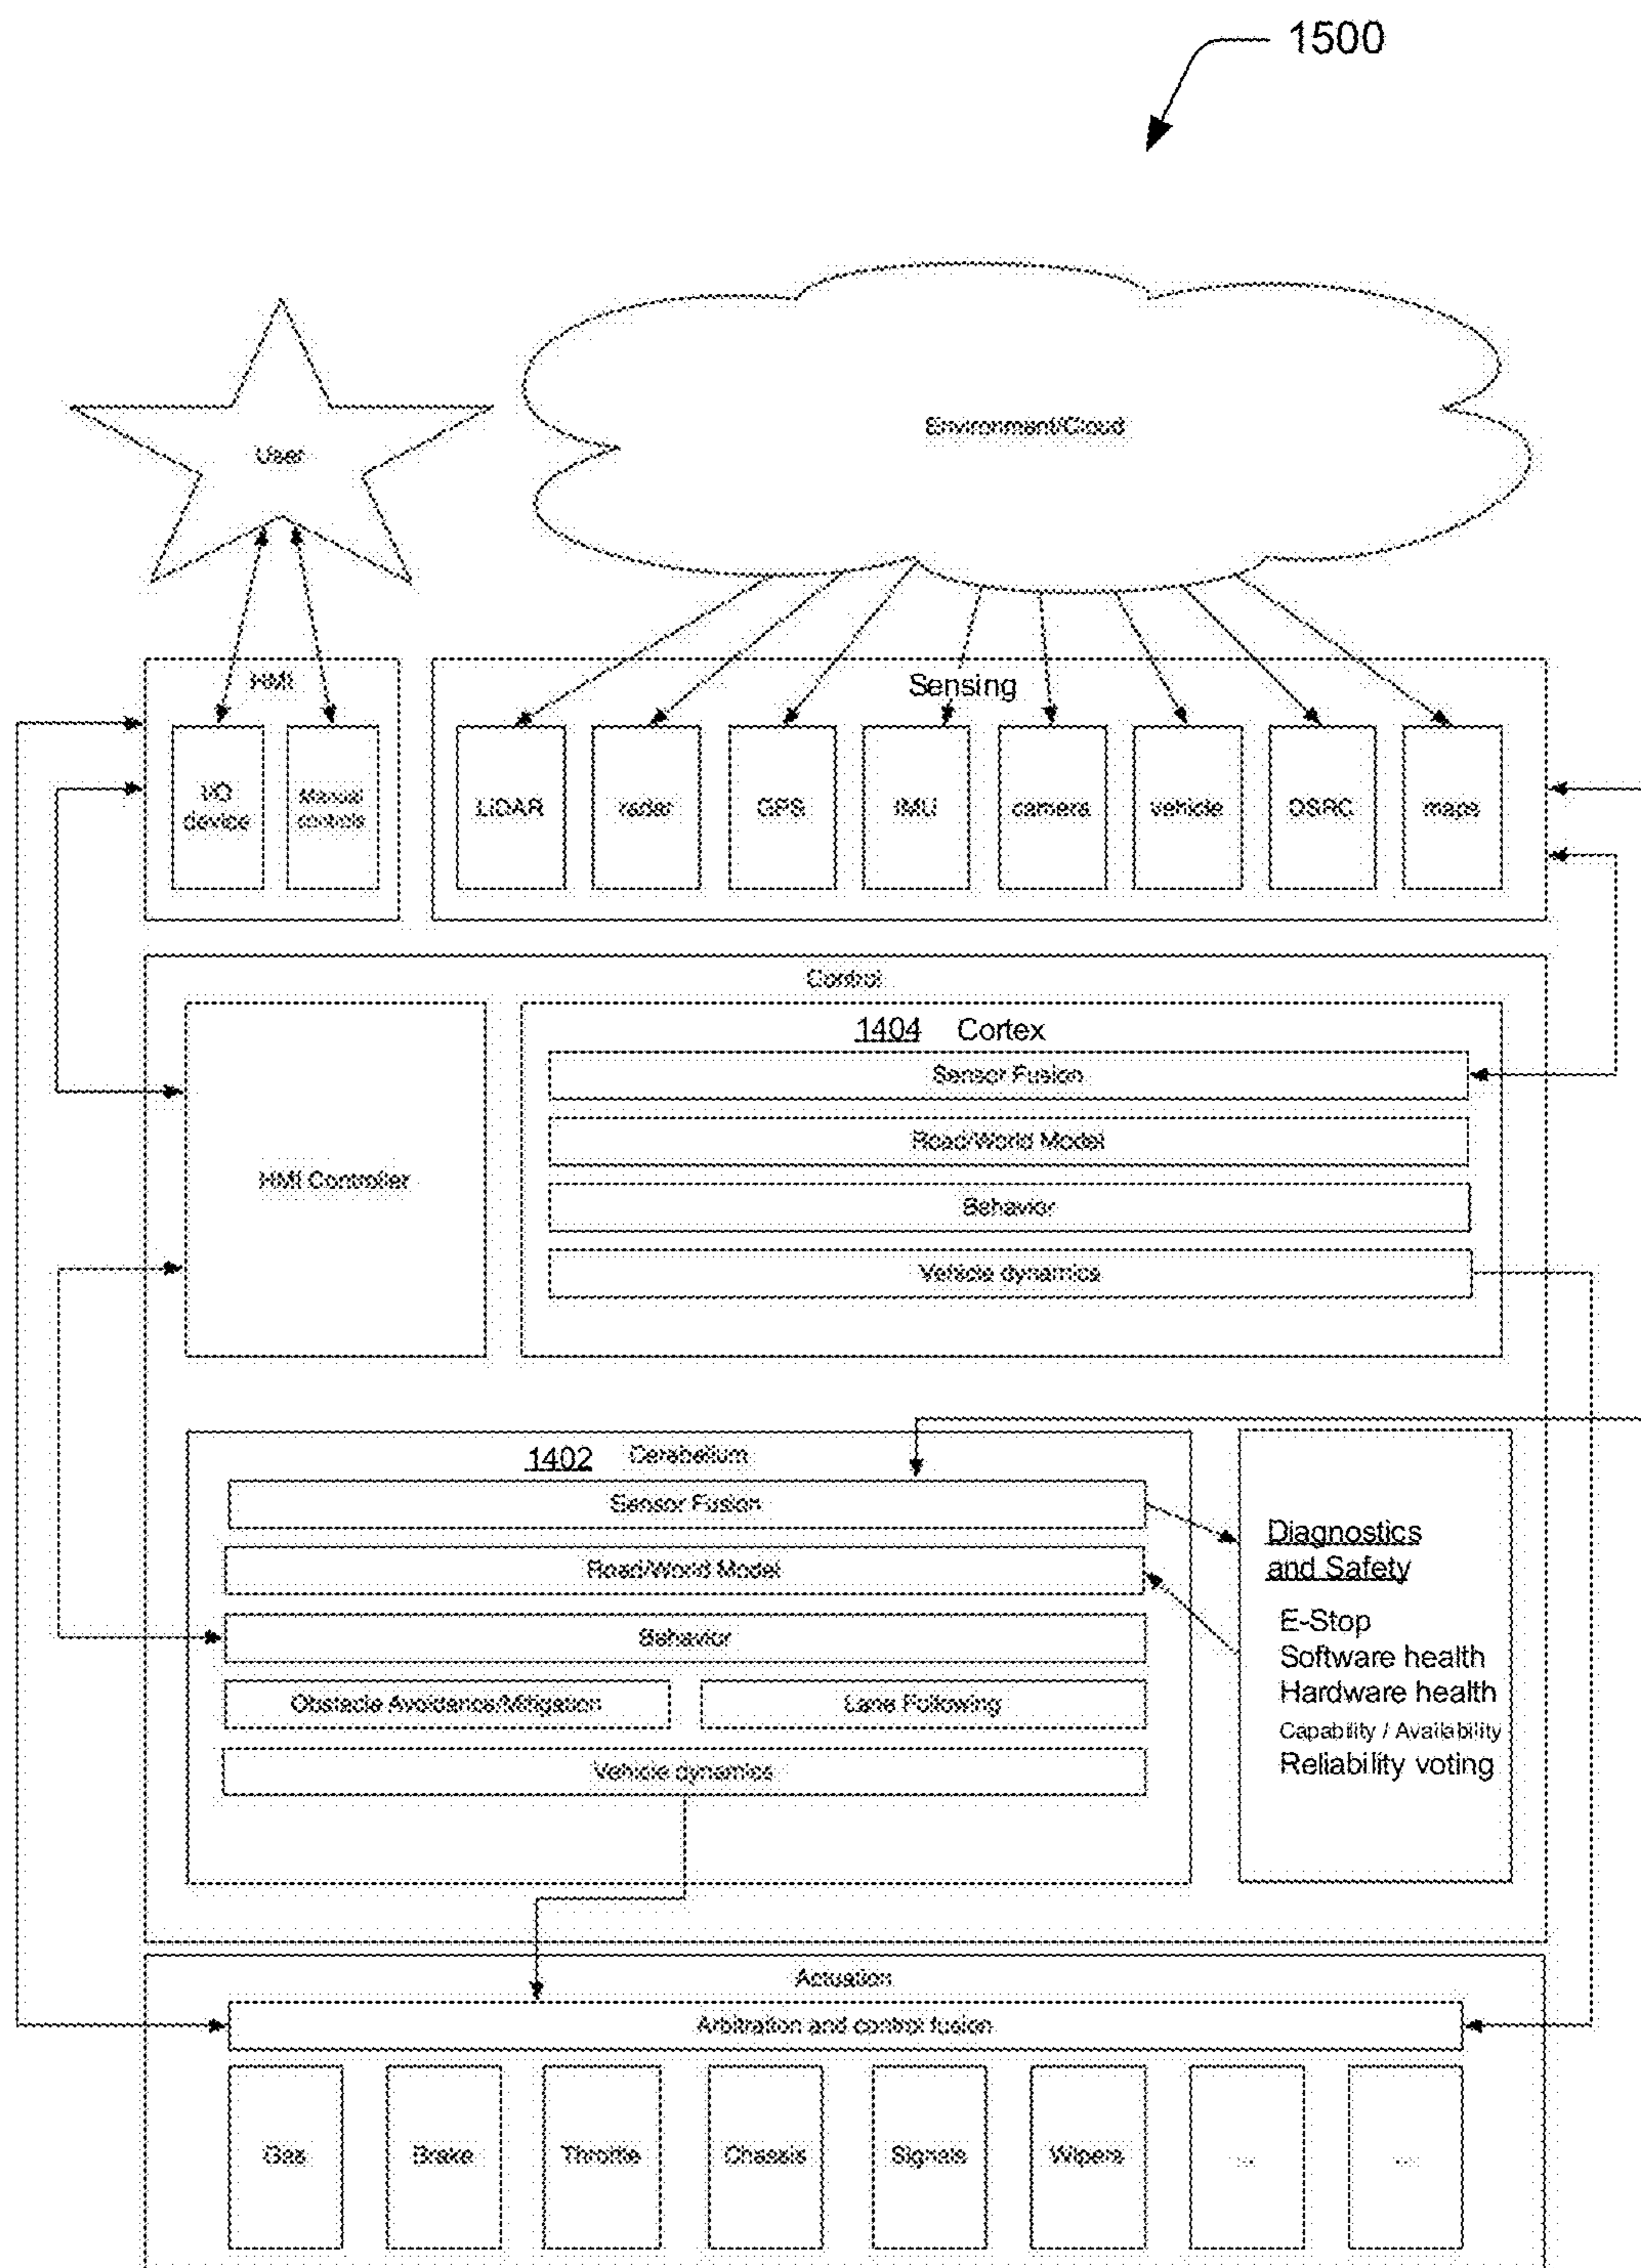 1500
User
Environment/Cloud
HMI
Sensing
I/O
device
Manual
controls
LiDAR
radar
GPS
IMU
camera
vehicle
DSRC
maps
Control
1404 Cortex
Sensor Fusion
Road/World Model
Behavior
Vehicle dynamics
HMI Controller
1402 Cerebellum
Sensor Fusion
Road/World Model
Behavior
Obstacle Avoidance/Mitigation
Lane Following
Vehicle dynamics
Diagnostics
and Safety
E-Stop
Software health
Hardware health
Capability / Availability
Reliability voting
Actuation
Arbitration and control fusion
Gas
Brake
Throttle
Chassis
Signals
Wipers
...
...